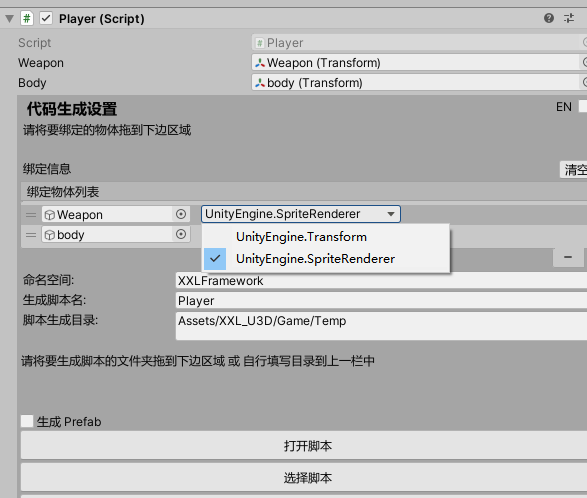 # Player (Script)
Script Player
Weapon Weapon (Transform)
Body body (Transform)
代码生成设置 EN
请将要绑定的物体拖到下边区域
绑定信息 清空
绑定物体列表
Weapon UnityEngine.SpriteRenderer
UnityEngine.Transform
body
UnityEngine.SpriteRenderer
命名空间: XXLFramework
生成脚本名: Player
脚本生成目录: Assets/XXL_U3D/Game/Temp
请将要生成脚本的文件夹拖到下边区域 或 自行填写目录到上一栏中
生成 Prefab
打开脚本
选择脚本